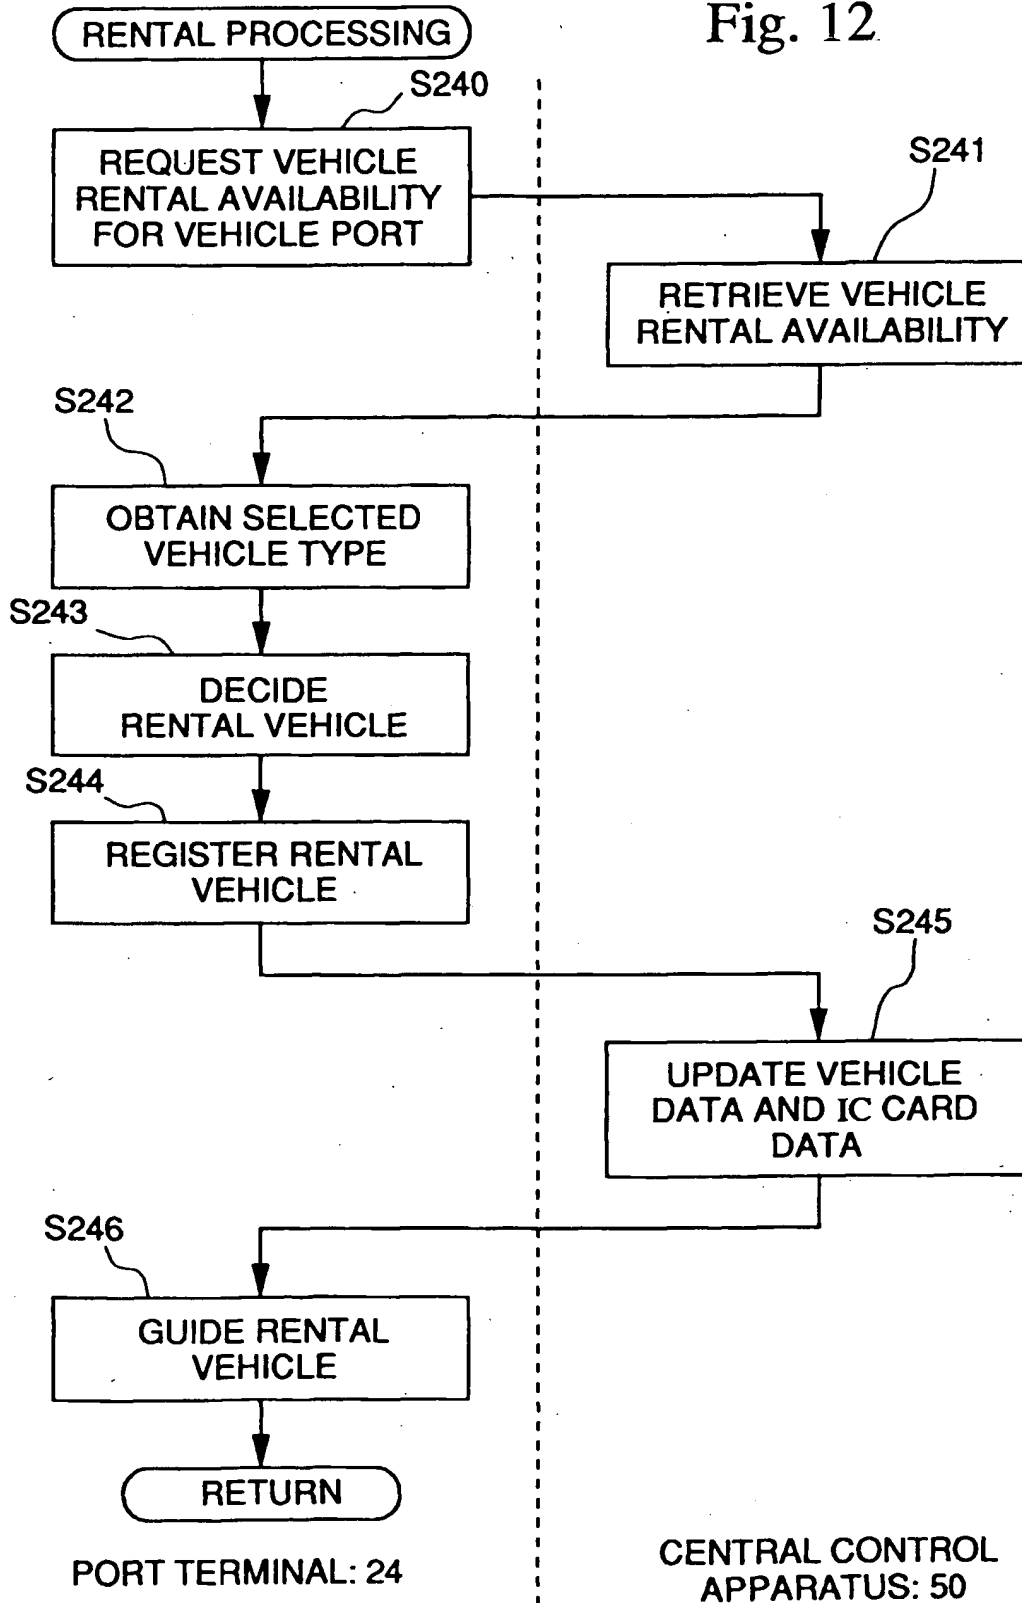 Fig. 12
RENTAL PROCESSING
S240
REQUEST VEHICLE
RENTAL AVAILABILITY
FOR VEHICLE PORT
S241
RETRIEVE VEHICLE
RENTAL AVAILABILITY
S242
OBTAIN SELECTED
VEHICLE TYPE
S243
DECIDE
RENTAL VEHICLE
S244
REGISTER RENTAL
VEHICLE
S245
UPDATE VEHICLE
DATA AND IC CARD
DATA
S246
GUIDE RENTAL
VEHICLE
RETURN
PORT TERMINAL: 24
CENTRAL CONTROL
APPARATUS: 50